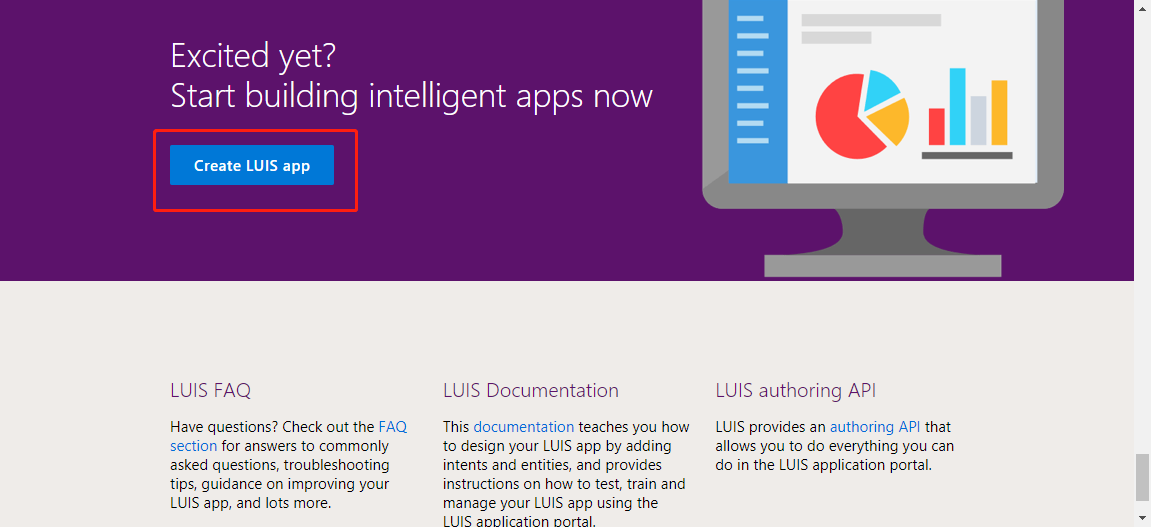 Excited yet?
Start building intelligent apps now
Create LUIS app
LUIS FAQ
Have questions? Check out the FAQ
section for answers to commonly
asked questions, troubleshooting
tips, guidance on improving your
LUIS app, and lots more.
LUIS Documentation
This documentation teaches you how
to design your LUIS app by adding
intents and entities, and provides
instructions on how to test, train and
manage your LUIS app using the
LUIS application portal.
LUIS authoring API
LUIS provides an authoring API that
allows you to do everything you can
do in the LUIS application portal.